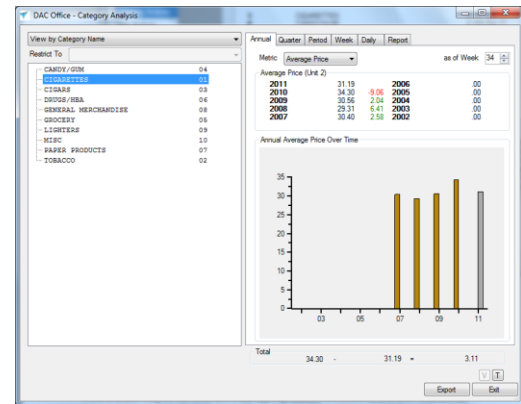 DAC Office - Category Analysis
View by Category Name
Restrict To
CANDY/GUM 04
CIGARETTES 01
CIGARS 03
DRUGS/HBA 06
GENERAL MERCHANDISE 08
GROCERY 05
LIGHTERS 09
MISC 10
PAPER PRODUCTS 07
TOBACCO 02
Annual Quarter Period Week Daily Report
Metric Average Price as of Week 34
Average Price (Unit 2)
2011 31.19 2006 .00
2010 34.30 -9.06 2005 .00
2009 30.56 2.04 2004 .00
2008 29.31 6.41 2003 .00
2007 30.40 2.58 2002 .00
Annual Average Price Over Time
35
30
25
20
15
10
5
0
03 05 07 09 11
Total
34.30 - 31.19 = 3.11
V T.
Export Exit